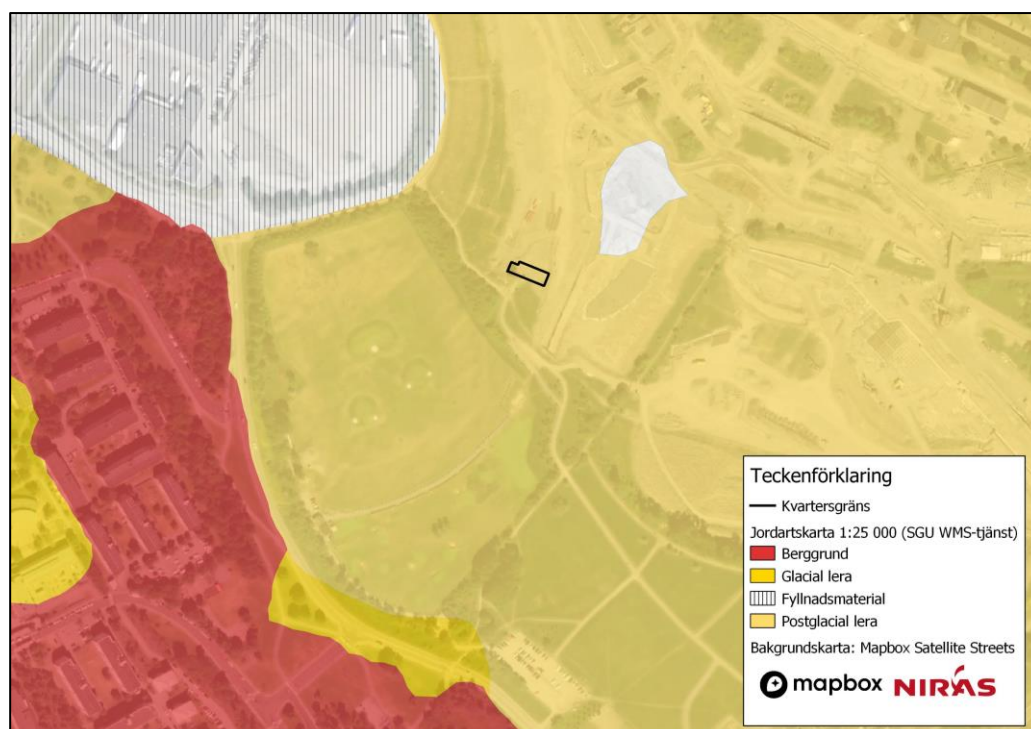 Teckenförklaring
Kvartersgräns
Jordartskarta 1:25 000 (SGU WMS-tjänst)
Berggrund
Glacial lera
Fyllnadsmaterial
Postglacial lera
Bakgrundskarta: Mapbox Satellite Streets
mapbox NIRAS